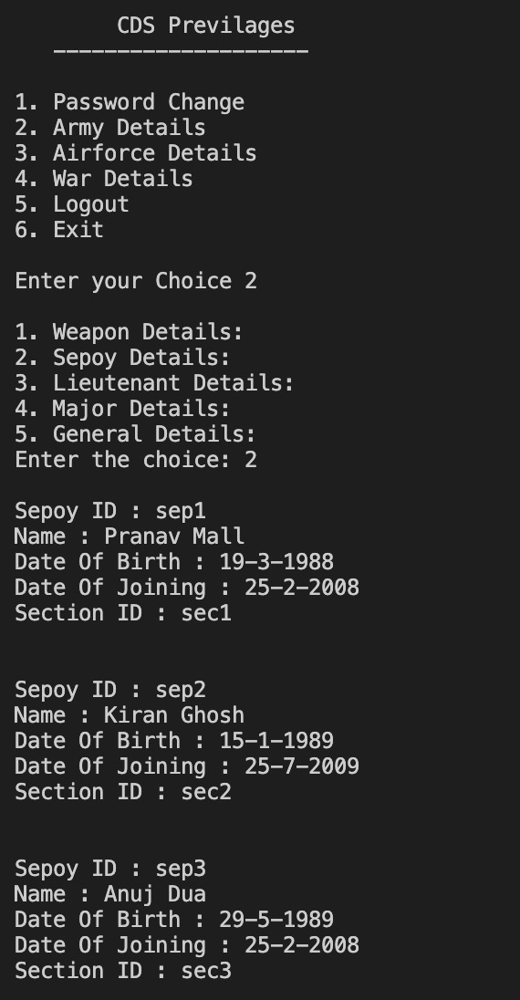 CDS Previlages
____________________
1. Password Change
2. Army Details
3. Airforce Details
4. War Details
5. Logout
6. Exit
Enter your Choice 2
1. Weapon Details:
2. Sepoy Details:
3. Lieutenant Details:
4. Major Details:
5. General Details:
Enter the choice: 2
Sepoy ID : sep1
Name : Pranav Mall
Date Of Birth : 19-3-1988
Date Of Joining : 25-2-2008
Section ID : sec1
Sepoy ID : sep2
Name : Kiran Ghosh
Date Of Birth : 15-1-1989
Date Of Joining : 25-7-2009
Section ID : sec2
Sepoy ID : sep3
Name : Anuj Dua
Date Of Birth : 29-5-1989
Date Of Joining : 25-2-2008
Section ID : sec3